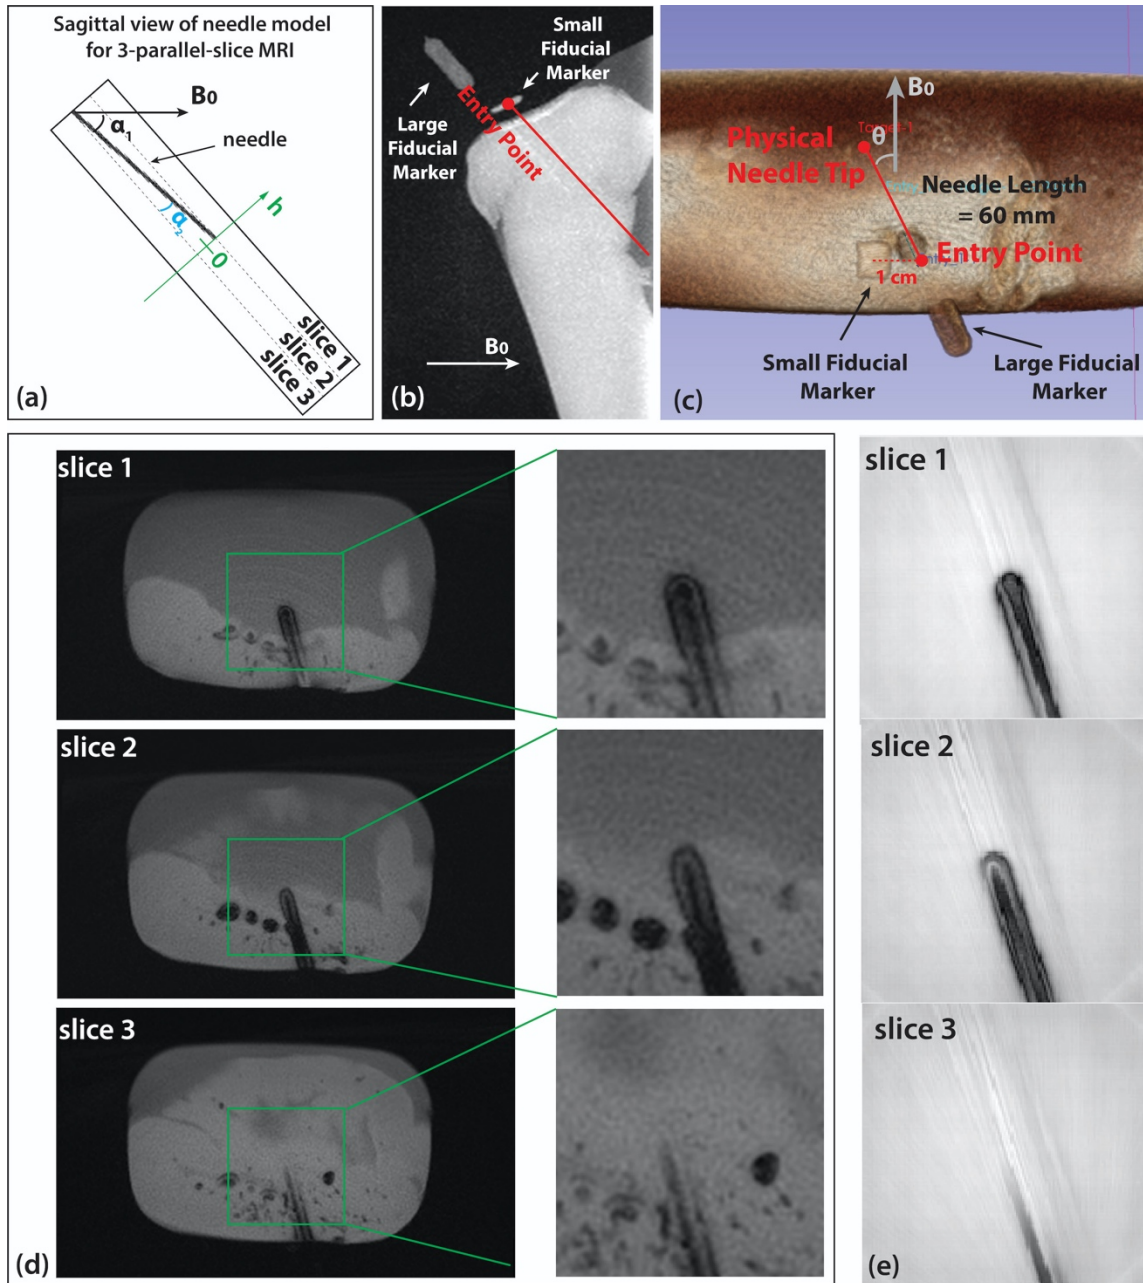 Sagittal view of needle model
for 3-parallel-slice MRI
B0
α1
needle
α2
h
0
slice 1
slice 2
slice 3
(a)
Small
Fiducial
Marker
Large
Fiducial
Marker
Entry Point
B0
(b)
B0
Target-1
θ
Physical
Needle Tip
Needle Length
= 60 mm
Entry Point
1 cm
Small Fiducial
Marker
Large Fiducial
Marker
(c)
slice 1
slice 2
slice 3
(d)
slice 1
slice 2
slice 3
(e)